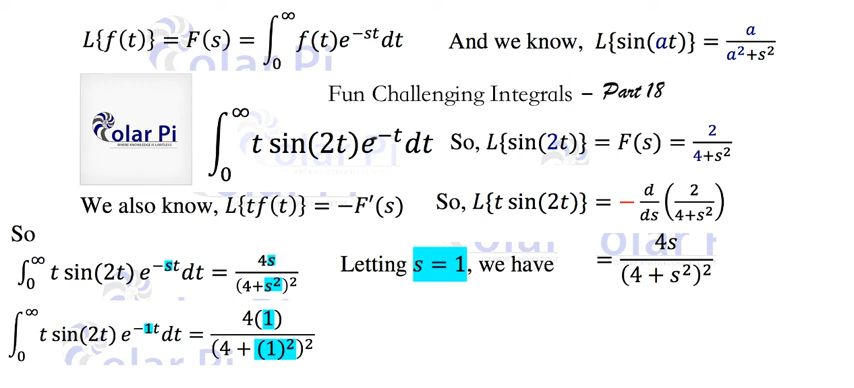 L{f(t)} = F(s) = ∫₀^∞ f(t)e^{−st}dt And we know, L{sin(at)} = a/(a²+s²)
Fun Challenging Integrals – Part 18
olar Pi
∫₀^∞ t sin(2t)e^{−t}dt So, L{sin(2t)} = F(s) = 2/(4+s²)
We also know, L{tf(t)} = −F′(s) So, L{t sin(2t)} = − d/ds (2/(4+s²))
So
∫₀^∞ t sin(2t) e^{−st}dt = 4s/(4+s²)² Letting s = 1, we have = 4s/(4 + s²)²
∫₀^∞ t sin(2t) e^{−1t}dt = 4(1)/(4 + (1)²)²